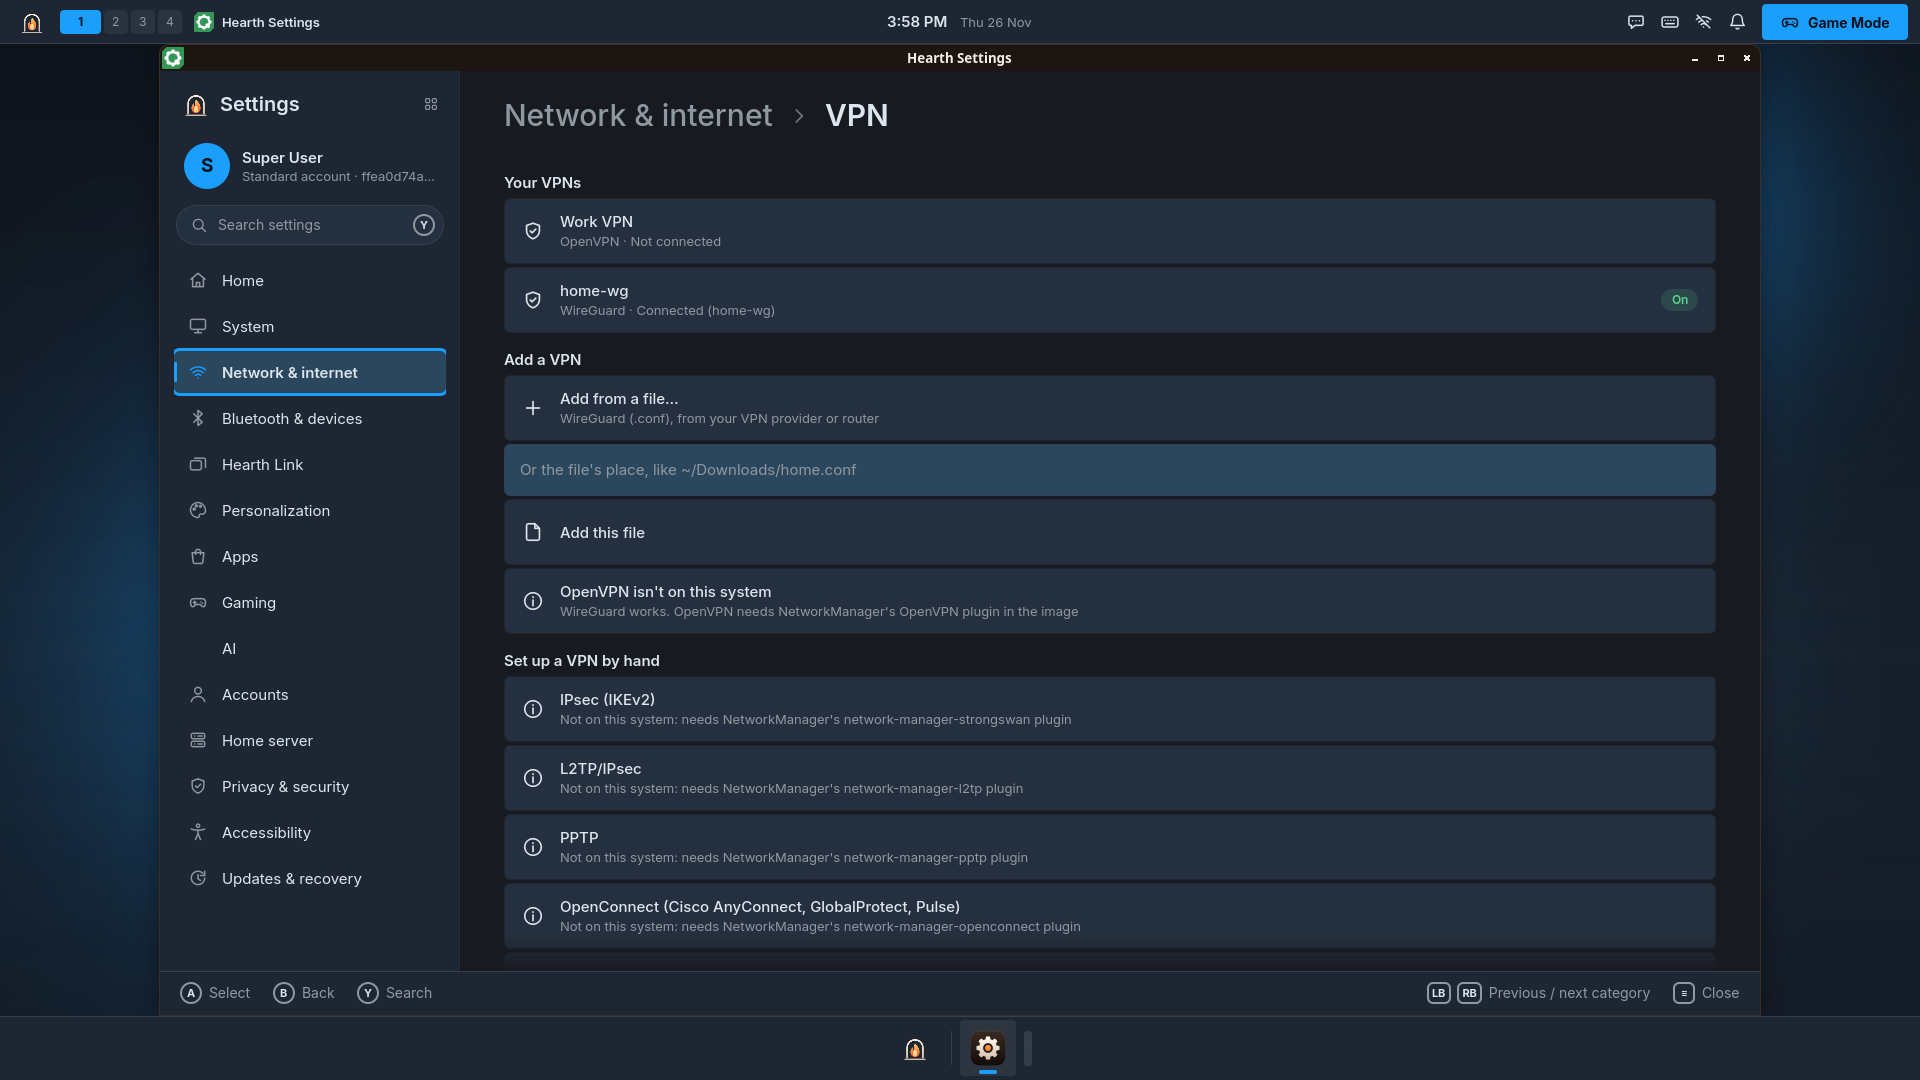 1
2
3
4
Hearth Settings
3:58 PM
Thu 26 Nov
Game Mode
Hearth Settings
Settings
S
Super User
Standard account · ffea0d74a...
Search settings
Y
Home
System
Network & internet
Bluetooth & devices
Hearth Link
Personalization
Apps
Gaming
AI
Accounts
Home server
Privacy & security
Accessibility
Updates & recovery
Network & internet > VPN
Your VPNs
Work VPN
OpenVPN · Not connected
home-wg
WireGuard · Connected (home-wg)
On
Add a VPN
Add from a file...
WireGuard (.conf), from your VPN provider or router
Or the file's place, like ~/Downloads/home.conf
Add this file
OpenVPN isn't on this system
WireGuard works. OpenVPN needs NetworkManager's OpenVPN plugin in the image
Set up a VPN by hand
IPsec (IKEv2)
Not on this system: needs NetworkManager's network-manager-strongswan plugin
L2TP/IPsec
Not on this system: needs NetworkManager's network-manager-l2tp plugin
PPTP
Not on this system: needs NetworkManager's network-manager-pptp plugin
OpenConnect (Cisco AnyConnect, GlobalProtect, Pulse)
Not on this system: needs NetworkManager's network-manager-openconnect plugin
A Select
B Back
Y Search
LB RB Previous / next category
Close